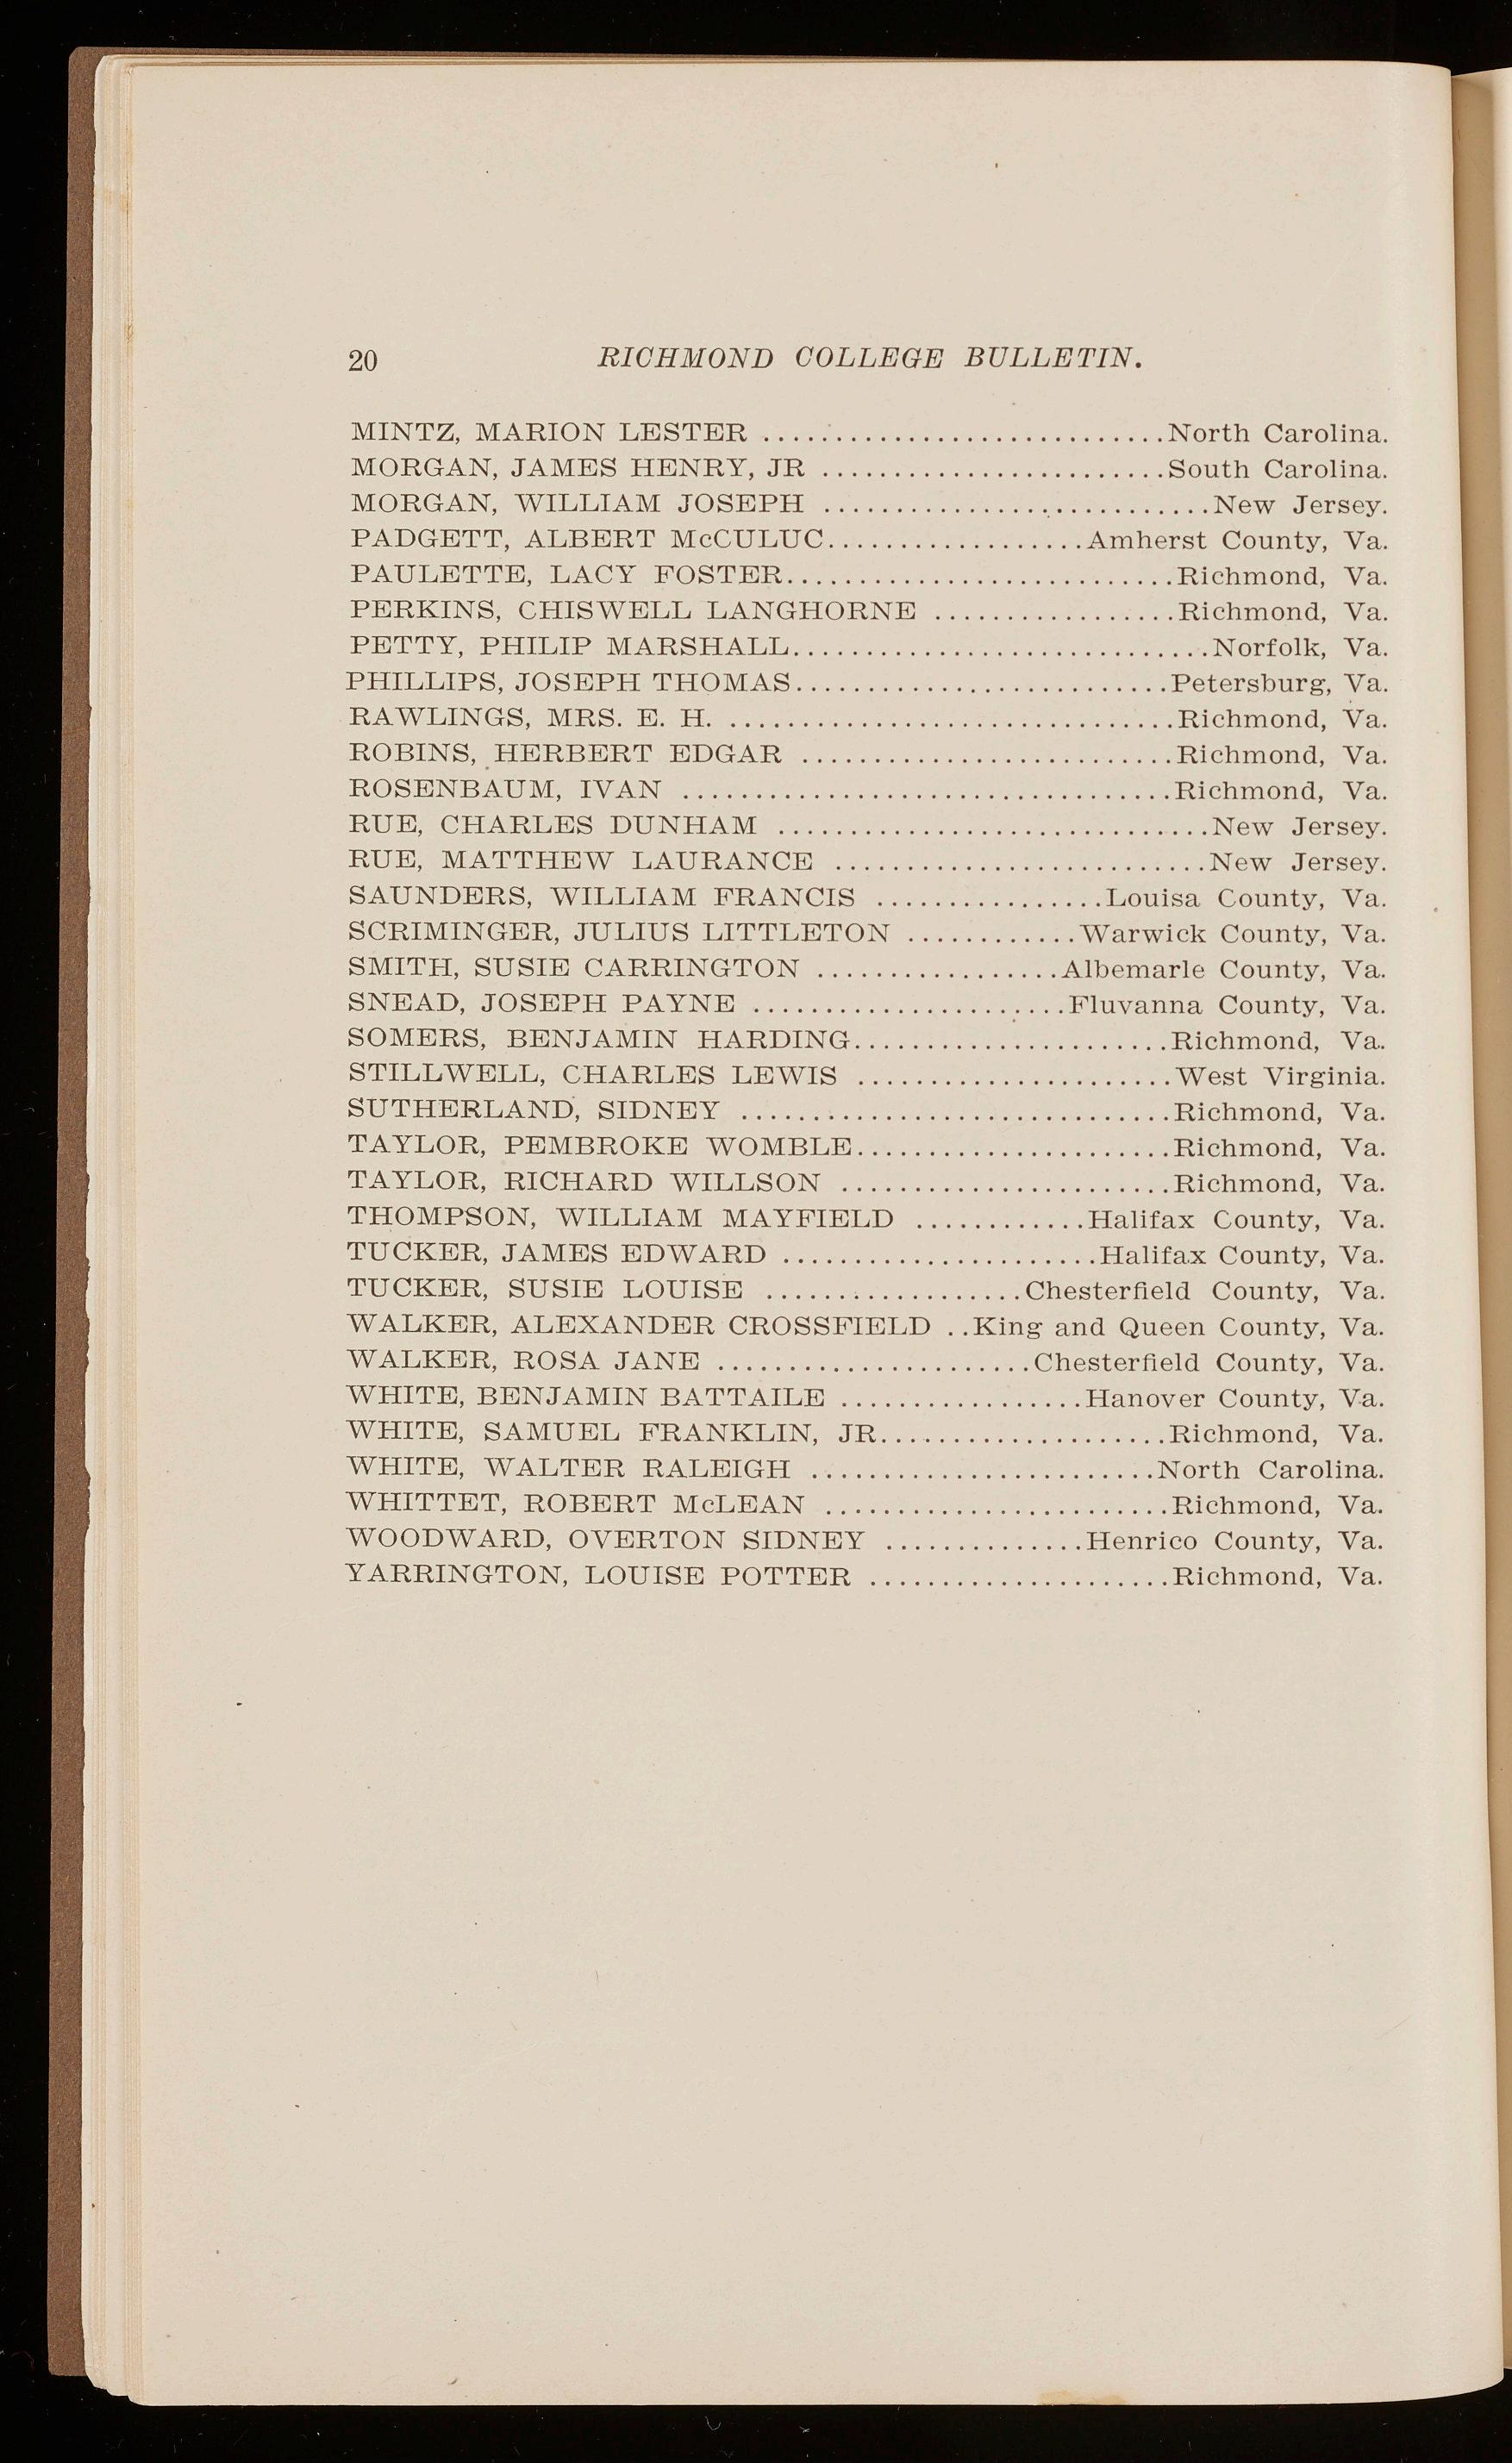 20 RICHMOND COLLEGE BULLETIN.
MINTZ, MARION LESTER ............................North Carolina.
MORGAN, JAMES HENRY, JR ........................South Carolina.
MORGAN, WILLIAM JOSEPH ...........................New Jersey.
PADGETT, ALBERT McCULUC..................Amherst County, Va.
PAULETTE, LACY FOSTER...........................Richmond, Va.
PERKINS, CHISWELL LANGHORNE .................Richmond, Va.
PETTY, PHILIP MARSHALL.............................Norfolk, Va.
PHILLIPS, JOSEPH THOMAS..........................Petersburg, Va.
RAWLINGS, MRS. E. H. ...............................Richmond, Va.
ROBINS, HERBERT EDGAR ..........................Richmond, Va.
ROSENBAUM, IVAN ..................................Richmond, Va.
RUE, CHARLES DUNHAM ..............................New Jersey.
RUE, MATTHEW LAURANCE ..........................New Jersey.
SAUNDERS, WILLIAM FRANCIS ................Louisa County, Va.
SCRIMINGER, JULIUS LITTLETON ............Warwick County, Va.
SMITH, SUSIE CARRINGTON .................Albemarle County, Va.
SNEAD, JOSEPH PAYNE ......................Fluvanna County, Va.
SOMERS, BENJAMIN HARDING......................Richmond, Va.
STILLWELL, CHARLES LEWIS ......................West Virginia.
SUTHERLAND, SIDNEY ..............................Richmond, Va.
TAYLOR, PEMBROKE WOMBLE......................Richmond, Va.
TAYLOR, RICHARD WILLSON .......................Richmond, Va.
THOMPSON, WILLIAM MAYFIELD ............Halifax County, Va.
TUCKER, JAMES EDWARD ......................Halifax County, Va.
TUCKER, SUSIE LOUISE ..................Chesterfield County, Va.
WALKER, ALEXANDER CROSSFIELD ..King and Queen County, Va.
WALKER, ROSA JANE ......................Chesterfield County, Va.
WHITE, BENJAMIN BATTAILE .................Hanover County, Va.
WHITE, SAMUEL FRANKLIN, JR....................Richmond, Va.
WHITE, WALTER RALEIGH ........................North Carolina.
WHITTET, ROBERT McLEAN ........................Richmond, Va.
WOODWARD, OVERTON SIDNEY ..............Henrico County, Va.
YARRINGTON, LOUISE POTTER .....................Richmond, Va.